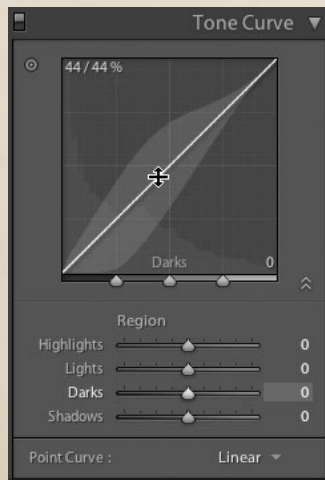 Tone Curve
44 / 44 %
Darks 0
Region
Highlights 0
Lights 0
Darks 0
Shadows 0
Point Curve : Linear